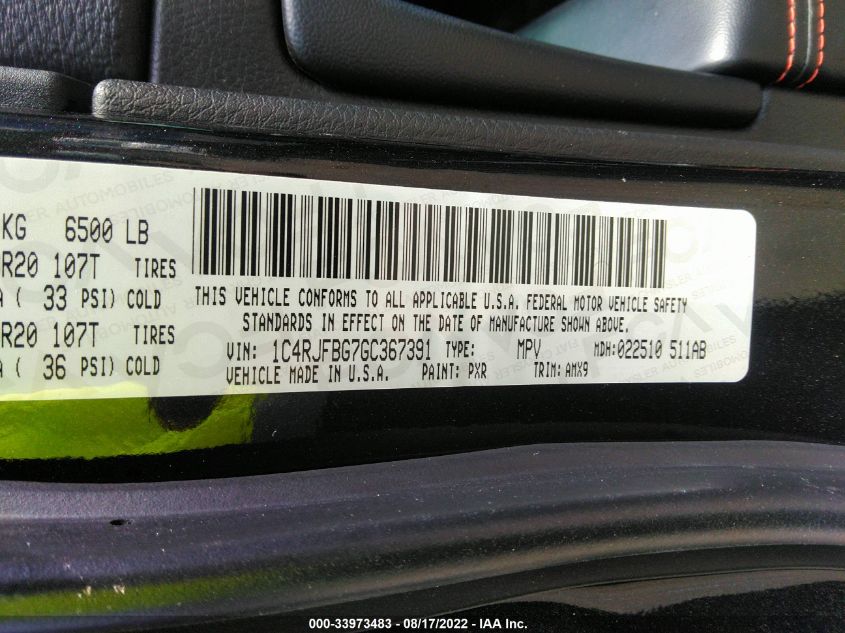 KG 6500 LB
R20 107T TIRES
( 33 PSI) COLD
R20 107T TIRES
( 36 PSI) COLD
THIS VEHICLE CONFORMS TO ALL APPLICABLE U.S.A. FEDERAL MOTOR VEHICLE SAFETY
STANDARDS IN EFFECT ON THE DATE OF MANUFACTURE SHOWN ABOVE.
VIN: 1C4RJFBG7GC367391 TYPE: MPV MDH:022510 511AB
VEHICLE MADE IN U.S.A. PAINT: PXR TRIM:AMX9
000-33973483 - 08/17/2022 - IAA Inc.